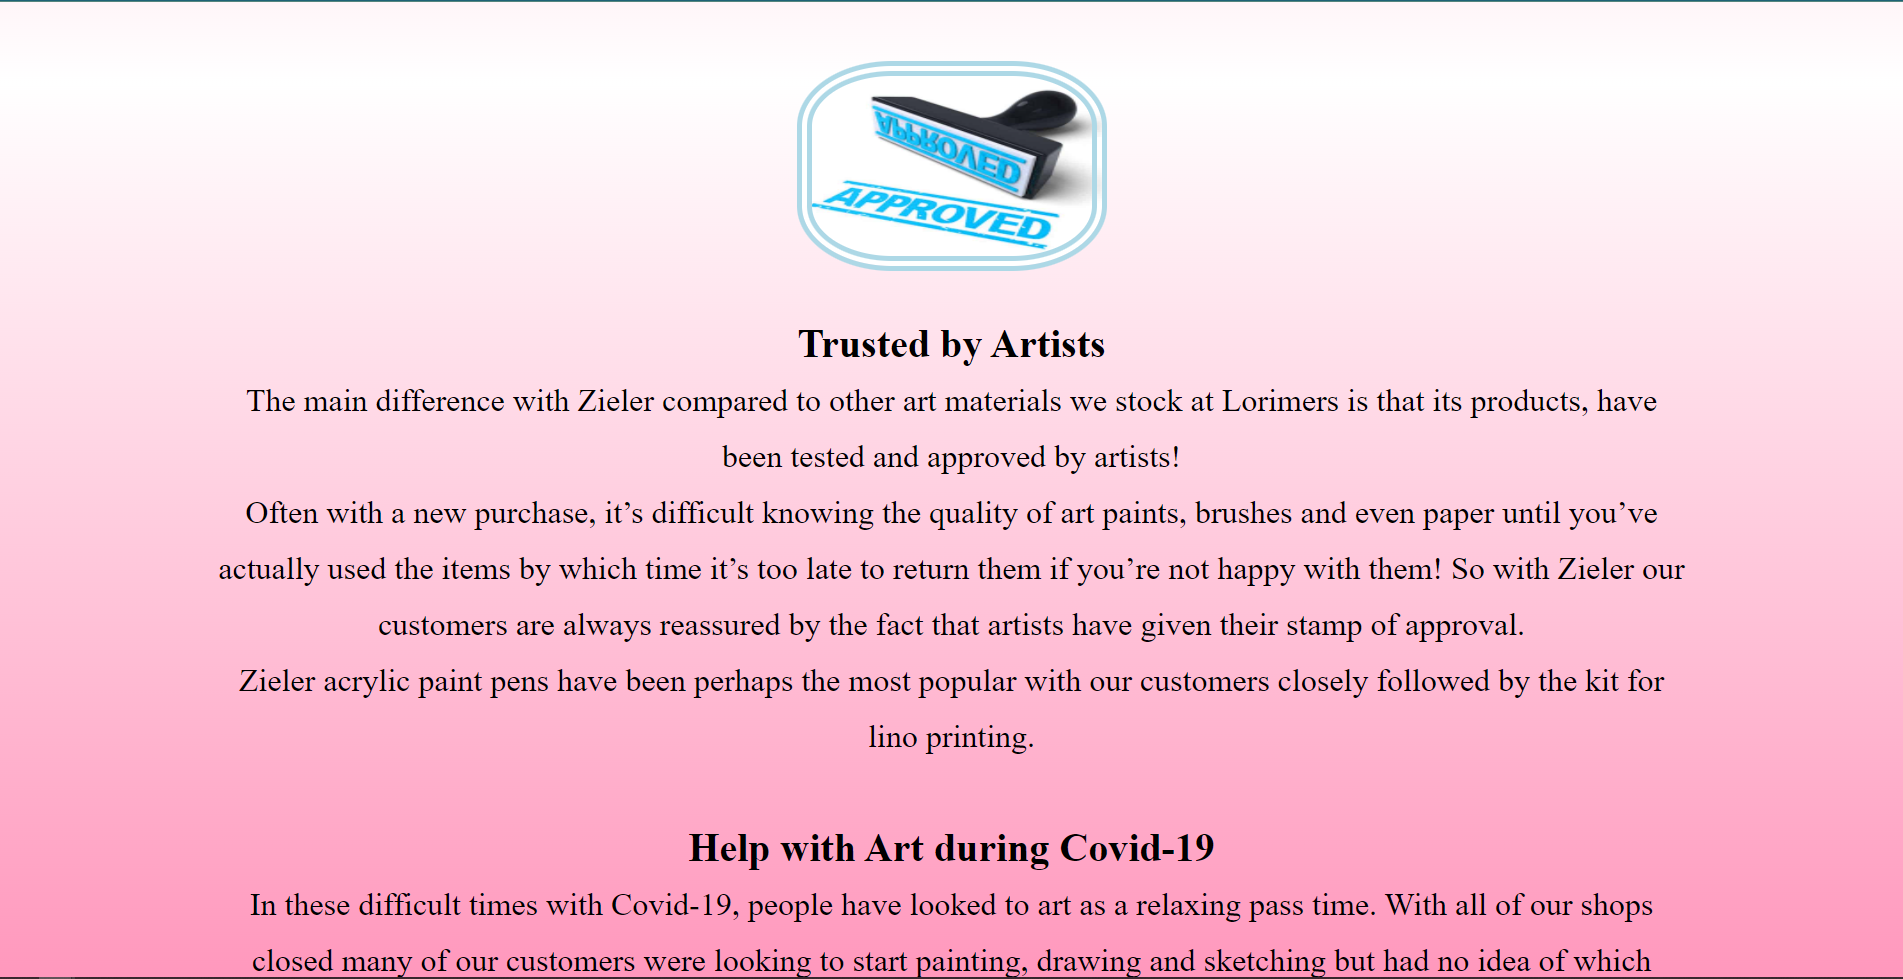 APPROVED
APPROVED
Trusted by Artists
The main difference with Zieler compared to other art materials we stock at Lorimers is that its products, have
been tested and approved by artists!
Often with a new purchase, it’s difficult knowing the quality of art paints, brushes and even paper until you’ve
actually used the items by which time it’s too late to return them if you’re not happy with them! So with Zieler our
customers are always reassured by the fact that artists have given their stamp of approval.
Zieler acrylic paint pens have been perhaps the most popular with our customers closely followed by the kit for
lino printing.
Help with Art during Covid-19
In these difficult times with Covid-19, people have looked to art as a relaxing pass time. With all of our shops
closed many of our customers were looking to start painting, drawing and sketching but had no idea of which